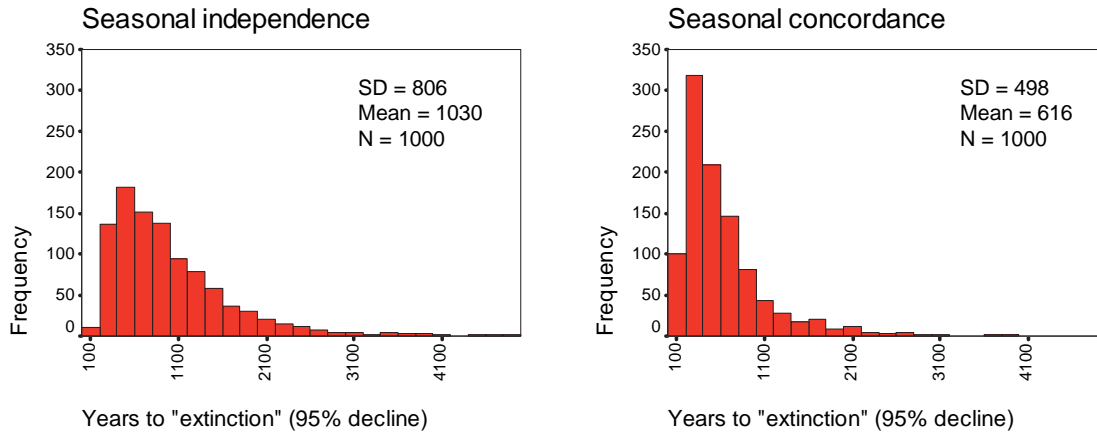 Seasonal independence
350
300
250
200
150
100
50
0
Frequency
SD = 806
Mean = 1030
N = 1000
100
1100
2100
3100
4100
Years to "extinction" (95% decline)
Seasonal concordance
350
300
250
200
150
100
50
0
Frequency
SD = 498
Mean = 616
N = 1000
100
1100
2100
3100
4100
Years to "extinction" (95% decline)